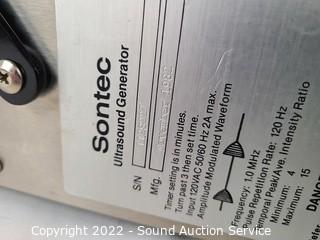 Sontec
Ultrasound Generator
S/N
Mfg.
Timer setting is in minutes.
Turn past 3 then set time.
Input 120VAC 50/60 Hz 2A max.
Amplitude Modulated Waveform
Frequency: 1.0 MHz
Pulse Repetition Rate: 120 Hz
Temporal Peak/Ave. Intensity Ratio
Minimum: 4
Maximum: 15
Copyright © 2022 - Sound Auction Service